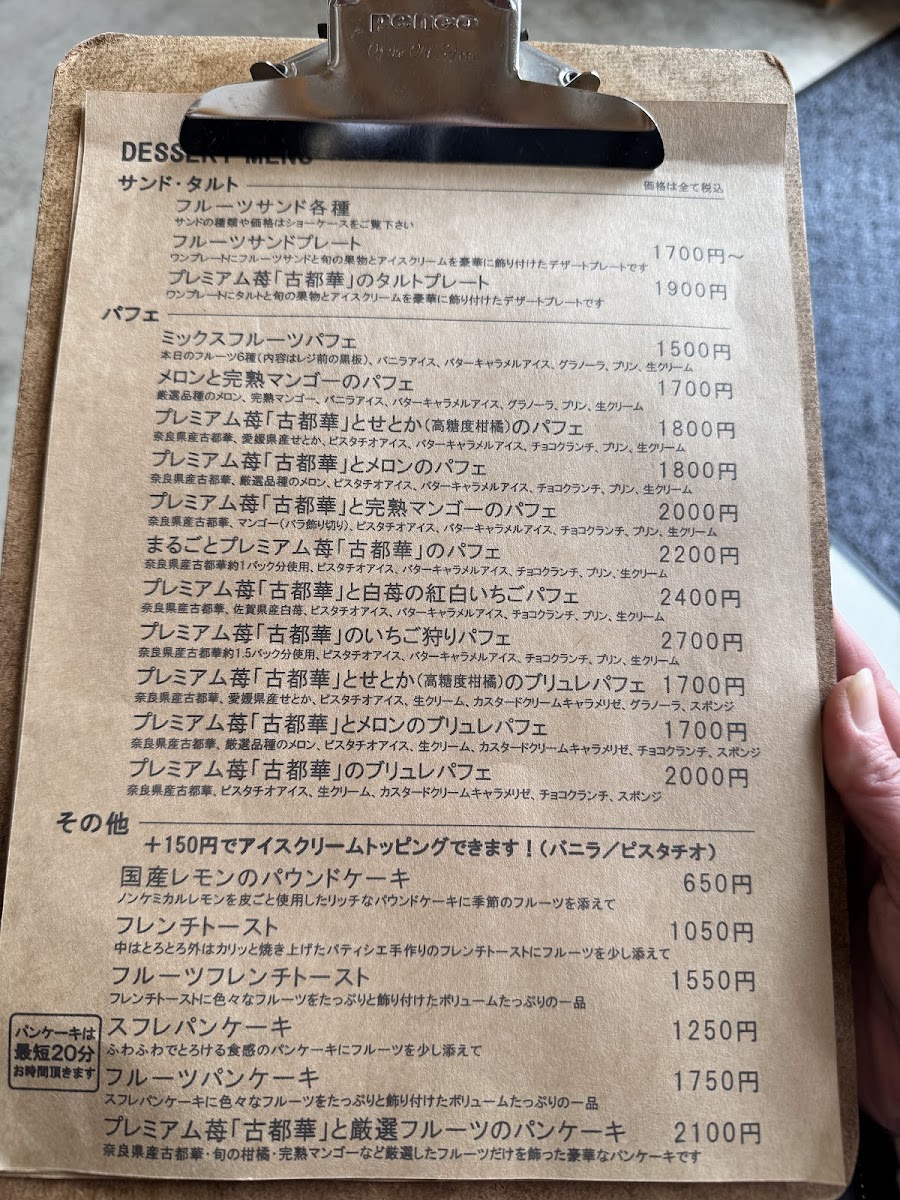 penco
DESSERT MENU
サンド・タルト
価格は全て税込
フルーツサンド各種
サンドの種類や価格はショーケースをご覧下さい
フルーツサンドプレート 1700円～
ワンプレートにフルーツサンドと旬の果物とアイスクリームを豪華に飾り付けたデザートプレートです
プレミアム苺「古都華」のタルトプレート 1900円
ワンプレートにタルトと旬の果物とアイスクリームを豪華に飾り付けたデザートプレートです
パフェ
ミックスフルーツパフェ 1500円
本日のフルーツ6種(内容はレジ前の黒板)、バニラアイス、バターキャラメルアイス、グラノーラ、プリン、生クリーム
メロンと完熟マンゴーのパフェ 1700円
厳選品種のメロン、完熟マンゴー、バニラアイス、バターキャラメルアイス、グラノーラ、プリン、生クリーム
プレミアム苺「古都華」とせとか(高糖度柑橘)のパフェ 1800円
奈良県産古都華、愛媛県産せとか、ピスタチオアイス、バターキャラメルアイス、チョコクランチ、プリン、生クリーム
プレミアム苺「古都華」とメロンのパフェ 1800円
奈良県産古都華、厳選品種のメロン、ピスタチオアイス、バターキャラメルアイス、チョコクランチ、プリン、生クリーム
プレミアム苺「古都華」と完熟マンゴーのパフェ 2000円
奈良県産古都華、マンゴー(バラ飾り切り)、ピスタチオアイス、バターキャラメルアイス、チョコクランチ、プリン、生クリーム
まるごとプレミアム苺「古都華」のパフェ 2200円
奈良県産古都華約1パック分使用、ピスタチオアイス、バターキャラメルアイス、チョコクランチ、プリン、生クリーム
プレミアム苺「古都華」と白苺の紅白いちごパフェ 2400円
奈良県産古都華、佐賀県産白苺、ピスタチオアイス、バターキャラメルアイス、チョコクランチ、プリン、生クリーム
プレミアム苺「古都華」のいちご狩りパフェ 2700円
奈良県産古都華約1.5パック分使用、ピスタチオアイス、バターキャラメルアイス、チョコクランチ、プリン、生クリーム
プレミアム苺「古都華」とせとか(高糖度柑橘)のブリュレパフェ 1700円
奈良県産古都華、愛媛県産せとか、ピスタチオアイス、生クリーム、カスタードクリームキャラメリゼ、グラノーラ、スポンジ
プレミアム苺「古都華」とメロンのブリュレパフェ 1700円
奈良県産古都華、厳選品種のメロン、ピスタチオアイス、生クリーム、カスタードクリームキャラメリゼ、チョコクランチ、スポンジ
プレミアム苺「古都華」のブリュレパフェ 2000円
奈良県産古都華、ピスタチオアイス、生クリーム、カスタードクリームキャラメリゼ、チョコクランチ、スポンジ
その他
＋150円でアイスクリームトッピングできます！(バニラ／ピスタチオ)
国産レモンのパウンドケーキ 650円
ノンケミカルレモンを皮ごと使用したリッチなパウンドケーキに季節のフルーツを添えて
フレンチトースト 1050円
中はとろとろ外はカリッと焼き上げたパティシエ手作りのフレンチトーストにフルーツを少し添えて
フルーツフレンチトースト 1550円
フレンチトーストに色々なフルーツをたっぷりと飾り付けたボリュームたっぷりの一品
スフレパンケーキ 1250円
ふわふわでとろける食感のパンケーキにフルーツを少し添えて
パンケーキは
最短20分
お時間頂きます
フルーツパンケーキ 1750円
スフレパンケーキに色々なフルーツをたっぷりと飾り付けたボリュームたっぷりの一品
プレミアム苺「古都華」と厳選フルーツのパンケーキ 2100円
奈良県産古都華・旬の柑橘・完熟マンゴーなど厳選したフルーツだけを飾った豪華なパンケーキです